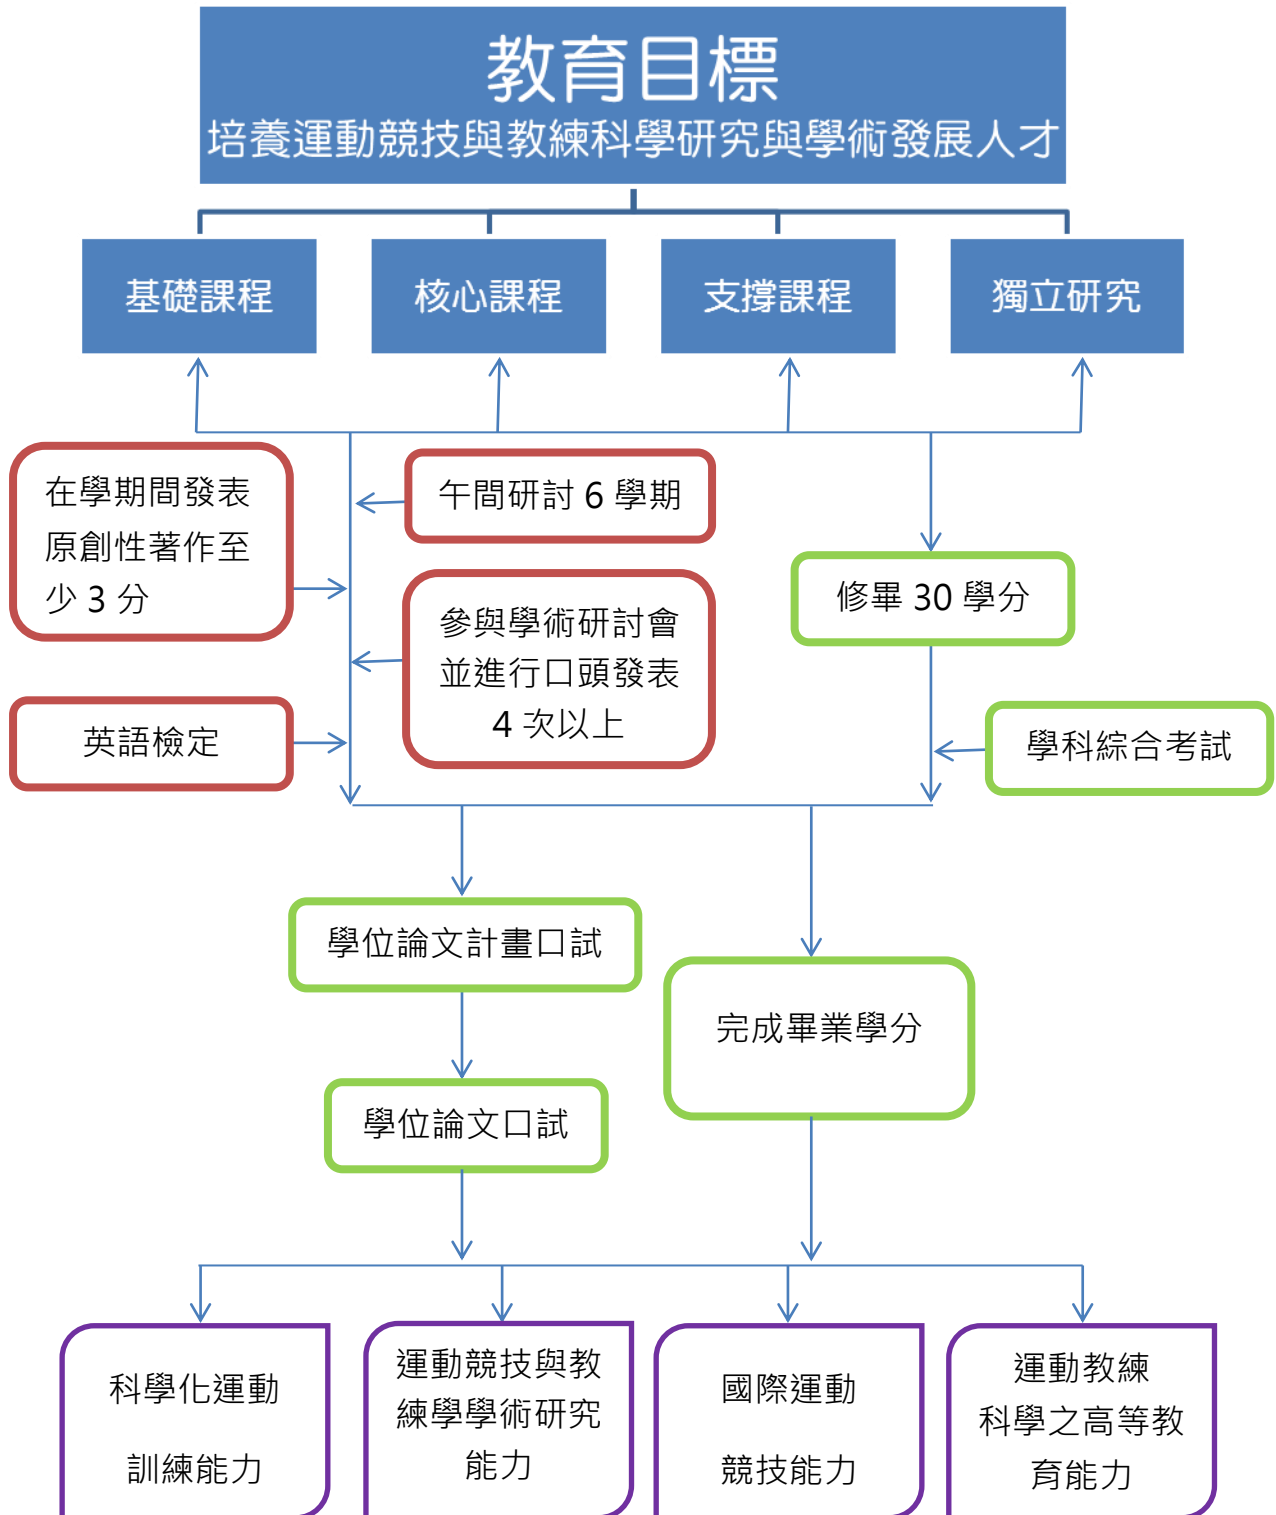 教育目標
培養運動競技與教練科學研究與學術發展人才
基礎課程
核心課程
支撐課程
獨立研究
在學期間發表
原創性著作至
少 3 分
午間研討 6 學期
修畢 30 學分
參與學術研討會
並進行口頭發表
4 次以上
英語檢定
學科綜合考試
學位論文計畫口試
完成畢業學分
學位論文口試
科學化運動
訓練能力
運動競技與教
練學學術研究
能力
國際運動
競技能力
運動教練
科學之高等教
育能力